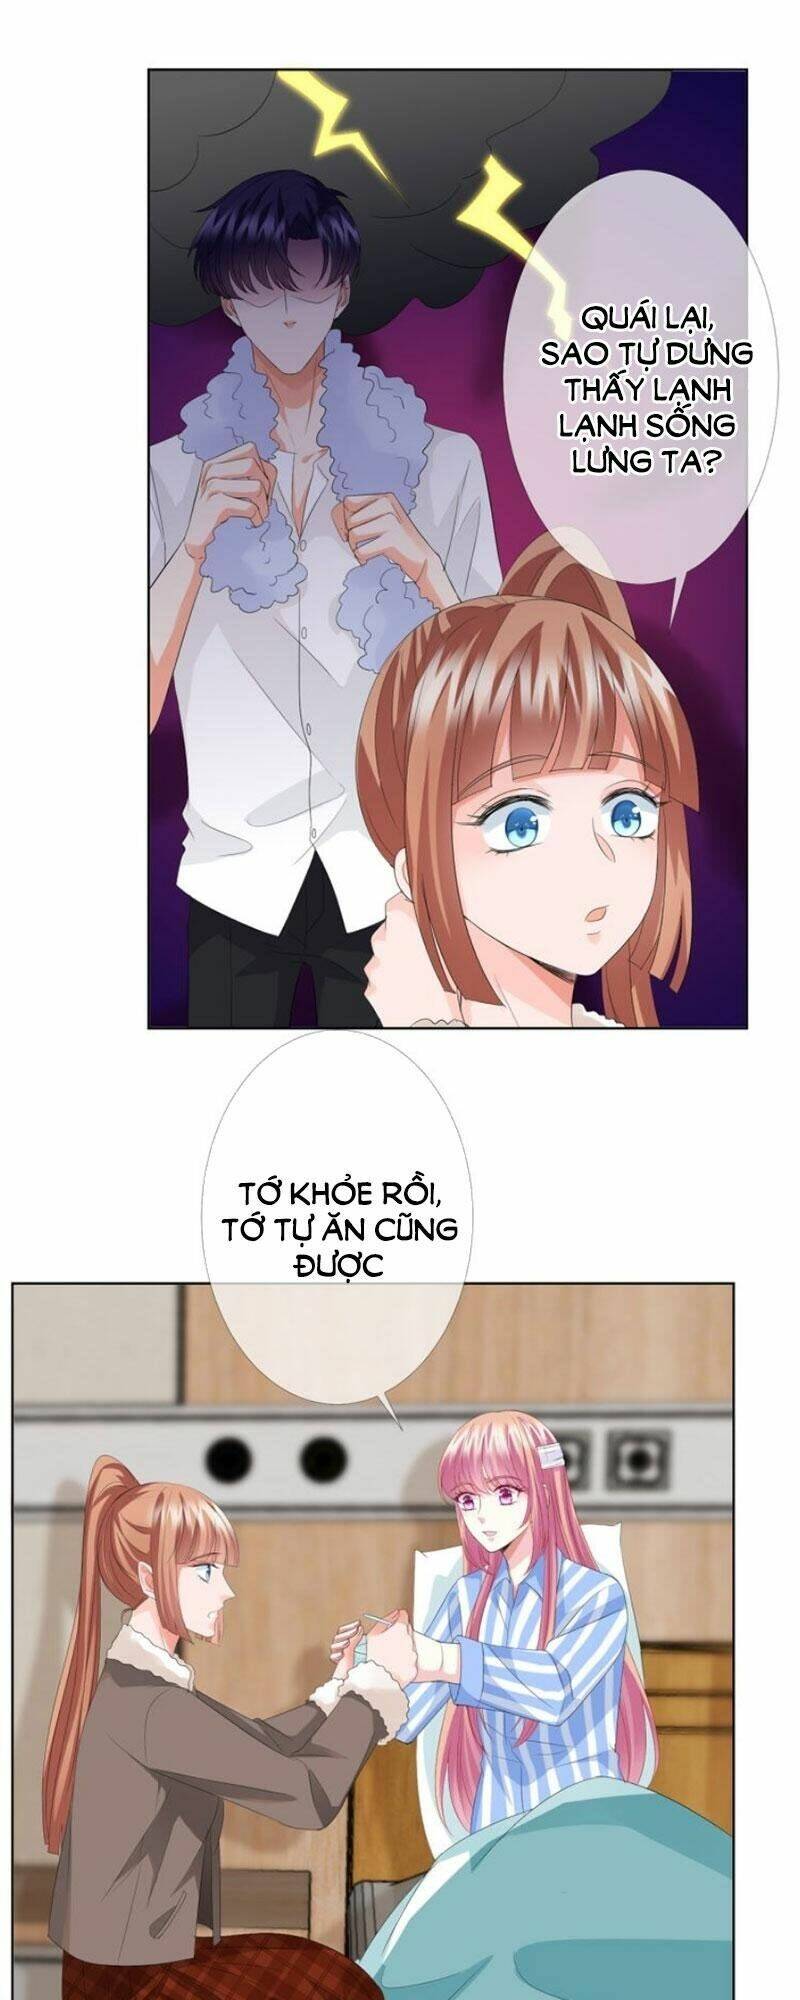 QUÁI LẠI,
SAO TỰ DƯNG
THẤY LẠNH
LẠNH SỐNG
LƯNG TA?
TỚ KHỎE RỒI,
TỚ TỰ ĂN CŨNG
ĐƯỢC